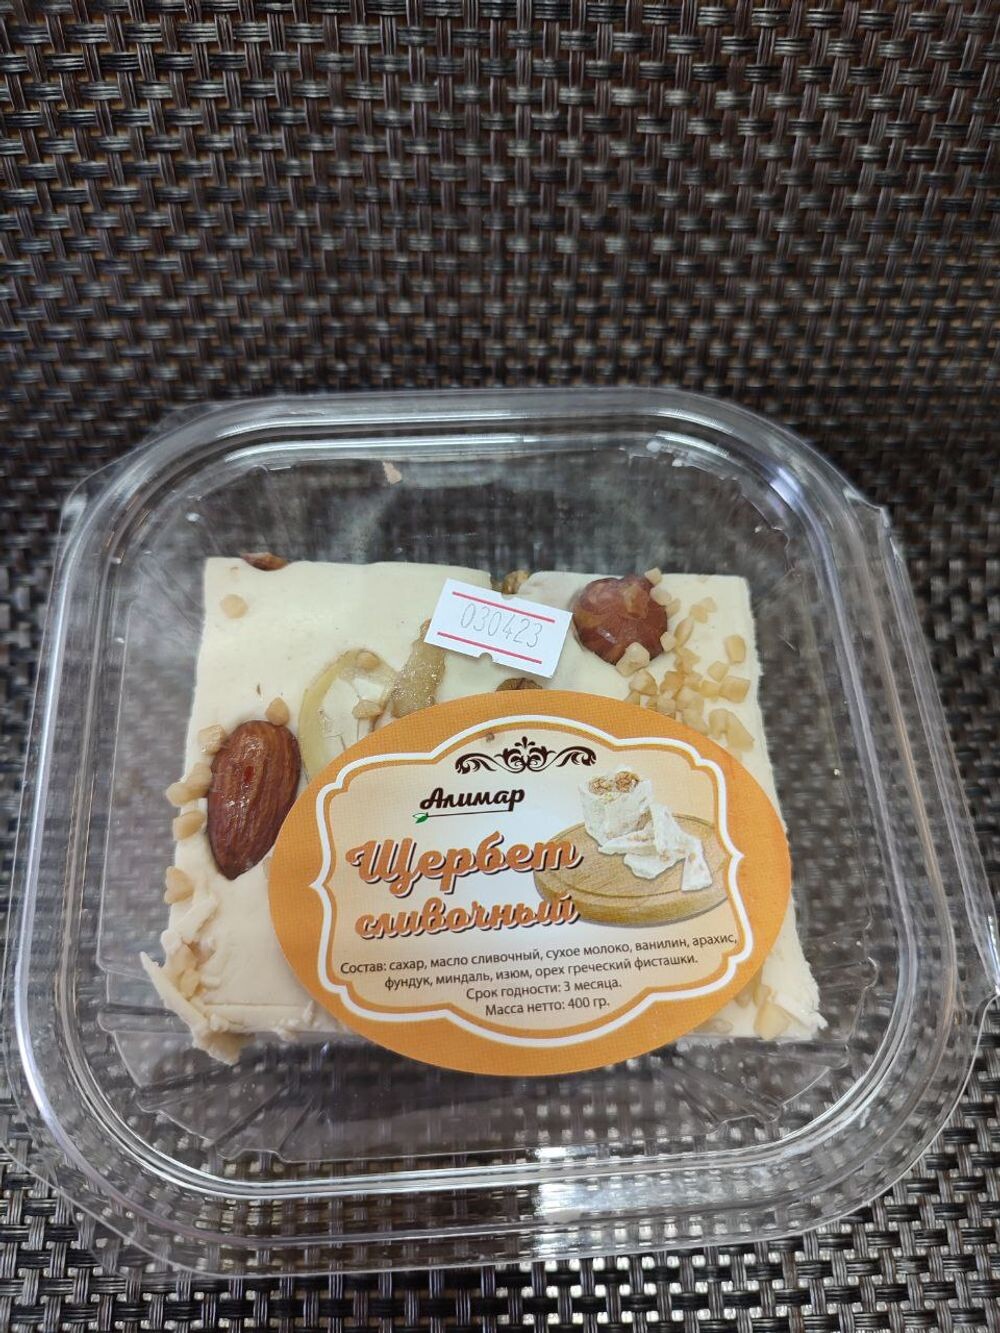 030423
Алимар
Щербет
сливочный
Состав: сахар, масло сливочный, сухое молоко, ванилин, арахис,
фундук, миндаль, изюм, орех греческий фисташки.
Срок годности: 3 месяца.
Масса нетто: 400 гр.